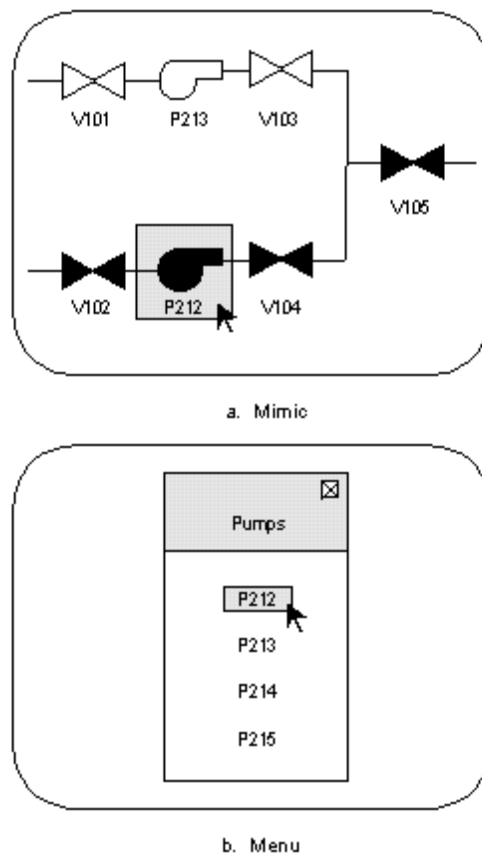 V101 P213 V103
V105
V102 P212 V104
a. Mimic
Pumps
P212
P213
P214
P215
b. Menu